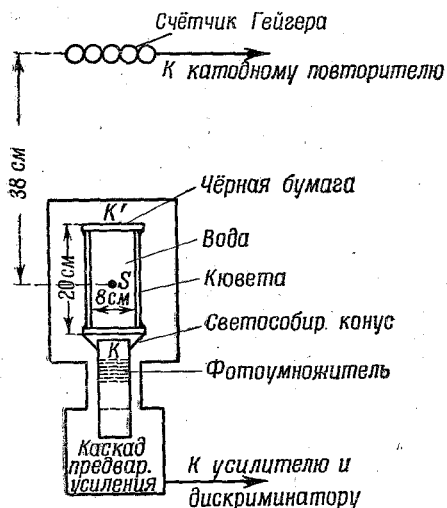 Счётчик Гейгера
К катодному повторителю
38 см
Чёрная бумага
K'
Вода
20 см
S
Кювета
8 см
Светособир. конус
K
Фотоумножитель
Каскад
предвар.
усиления
К усилителю и
дискриминатору